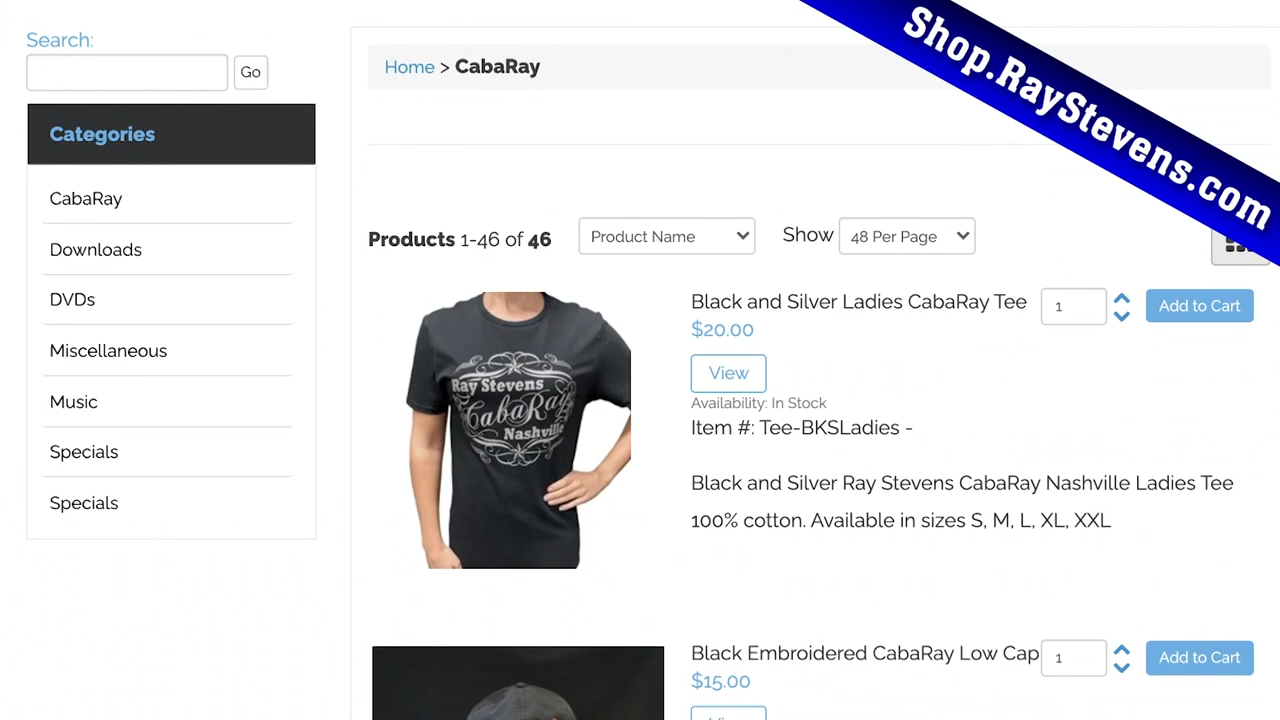 Search:
Go
Categories
CabaRay
Downloads
DVDs
Miscellaneous
Music
Specials
Specials
Shop.RayStevens.com
Home > CabaRay
Products 1-46 of 46
Product Name
Show
48 Per Page
Ray Stevens
CabaRay
Nashville
Black and Silver Ladies CabaRay Tee
1
Add to Cart
$20.00
View
Availability: In Stock
Item #: Tee-BKSLadies -
Black and Silver Ray Stevens CabaRay Nashville Ladies Tee
100% cotton. Available in sizes S, M, L, XL, XXL
Black Embroidered CabaRay Low Cap
1
Add to Cart
$15.00